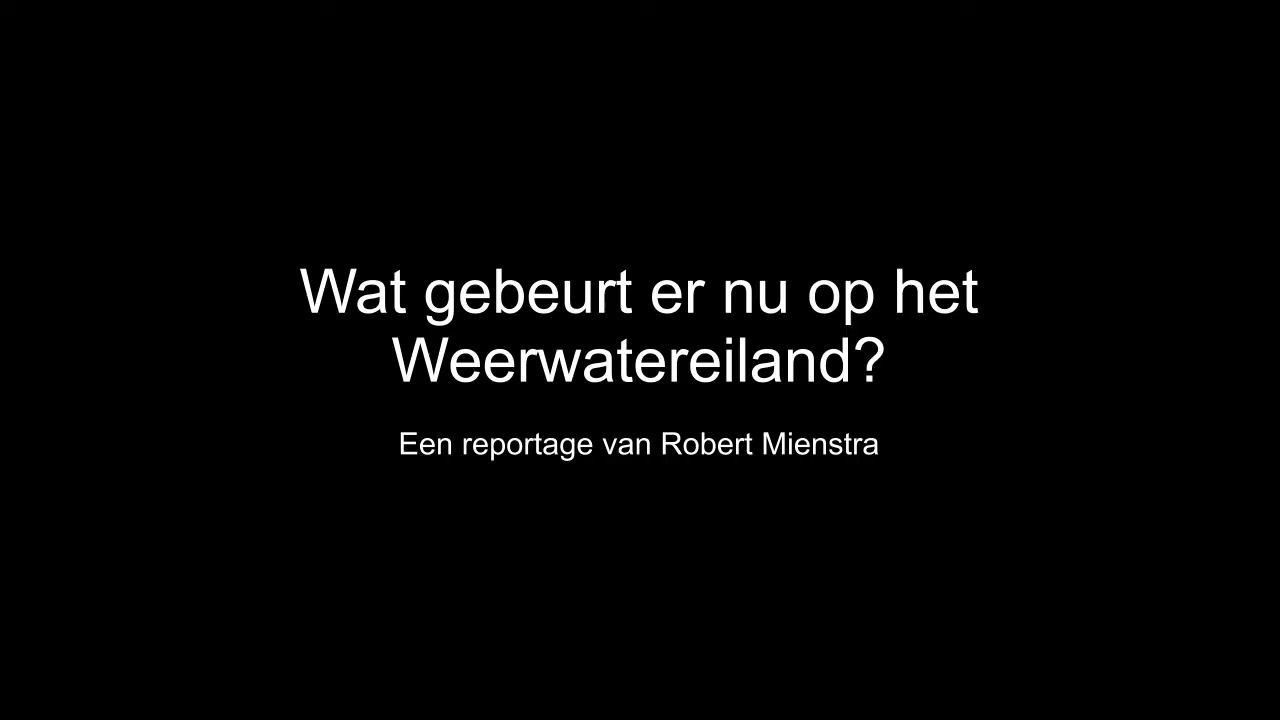 Wat gebeurt er nu op het
Weerwatereiland?
Een reportage van Robert Mienstra